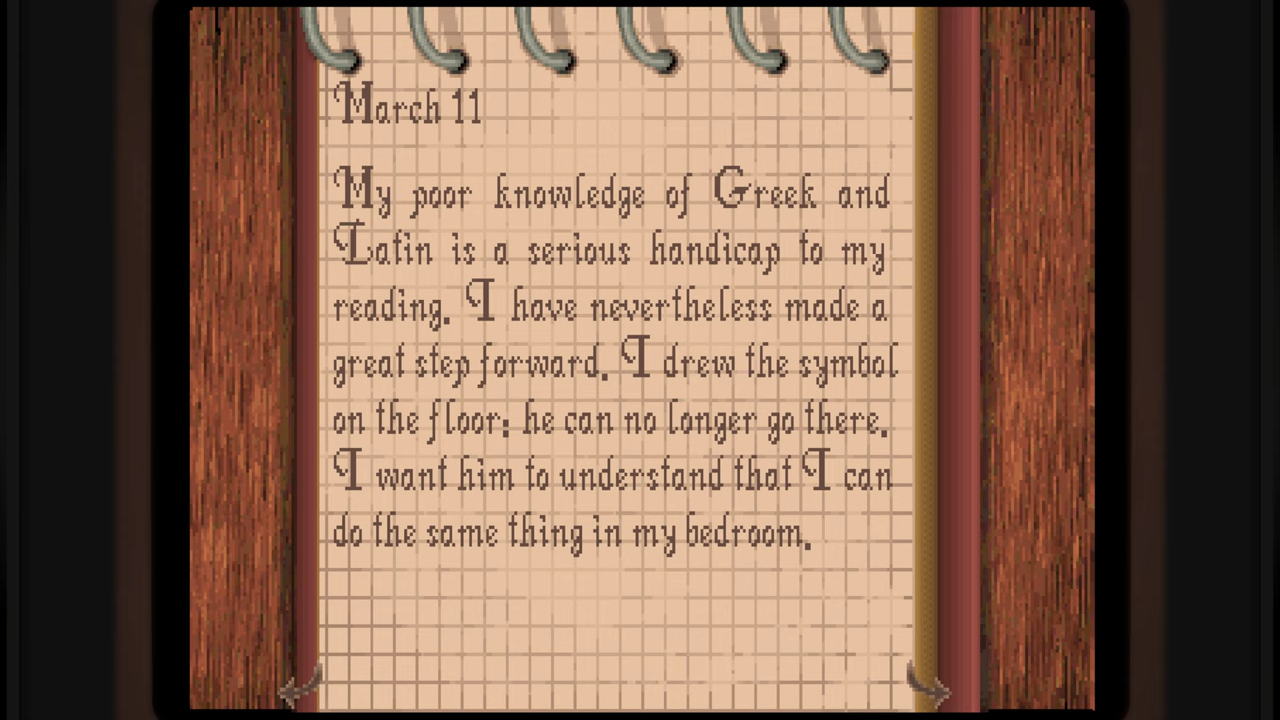 March 11
My poor knowledge of Greek and
Latin is a serious handicap to my
reading. I have nevertheless made a
great step forward. I drew the symbol
on the floor: he can no longer go there.
I want him to understand that I can
do the same thing in my bedroom.